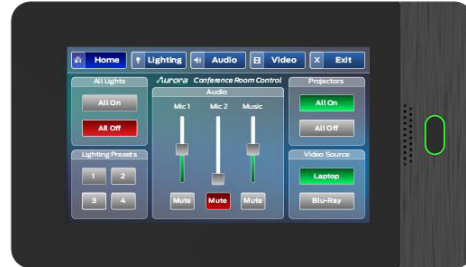 Home Lighting Audio Video X Exit
All Lights
All On
All Off
Lighting Presets
1 2
3 4
Aurora Conference Room Control
Audio
Mic 1 Mic 2 Music
Mute Mute Mute
Projectors
All On
All Off
Video Source
Laptop
Blu-Ray